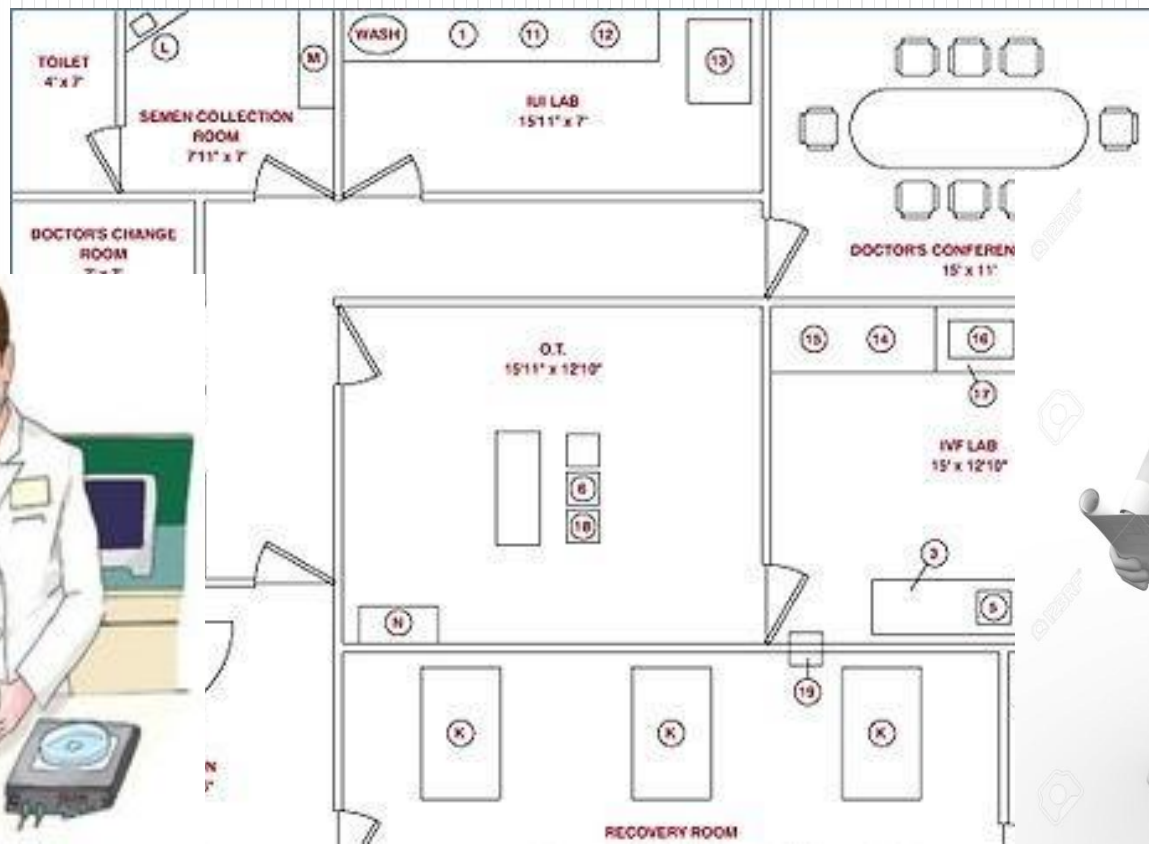 TOILET
4' x 7'
L
M
SEMEN COLLECTION
ROOM
7'11" x 7'
WASH
1
11
12
13
IUI LAB
15'11" x 7'
DOCTOR'S CHANGE
ROOM
DOCTOR'S CONFEREN
15' x 11'
O.T.
15'11" x 12'10"
6
18
N
15
14
16
17
IVF LAB
15' x 12'10"
3
5
19
K
K
K
RECOVERY ROOM